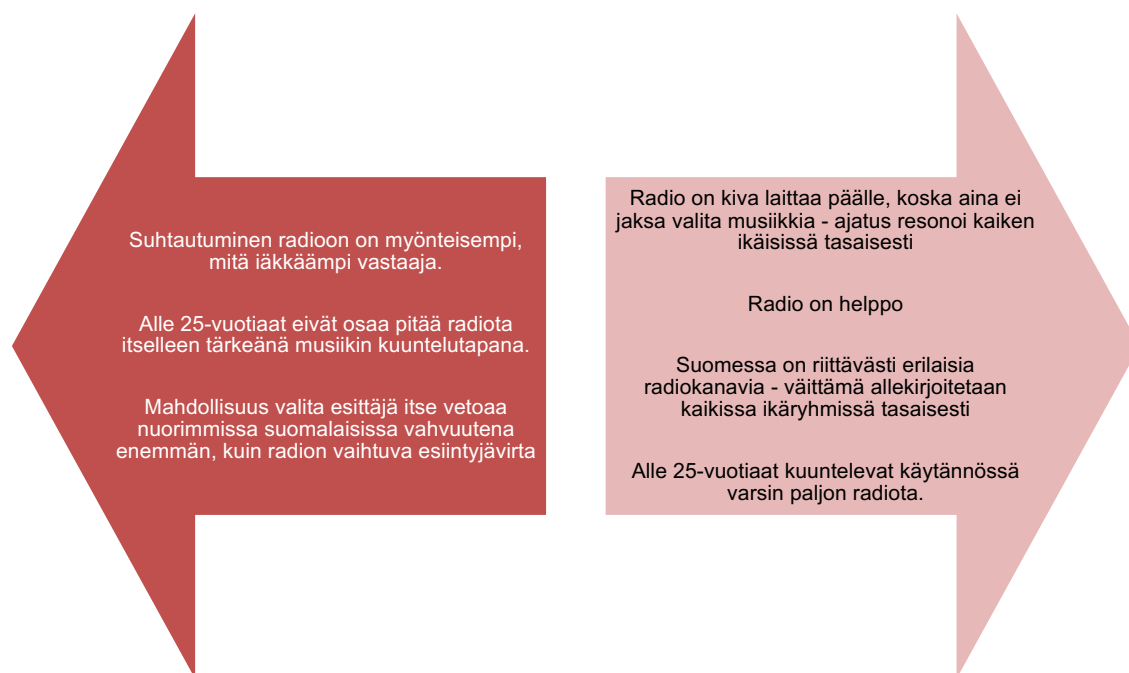 Suhtautuminen radioon on myönteisempi,
mitä iäkkäämpi vastaaja.
Alle 25-vuotiaat eivät osaa pitää radiota
itselleen tärkeänä musiikin kuuntelutapana.
Mahdollisuus valita esittäjä itse vetoaa
nuorimmissa suomalaisissa vahvuutena
enemmän, kuin radion vaihtuva esiintyjävirta
Radio on kiva laittaa päälle, koska aina ei
jaksa valita musiikkia - ajatus resonoi kaiken
ikäisissä tasaisesti
Radio on helppo
Suomessa on riittävästi erilaisia
radiokanavia - väittämä allekirjoitetaan
kaikissa ikäryhmissä tasaisesti
Alle 25-vuotiaat kuuntelevat käytännössä
varsin paljon radiota.